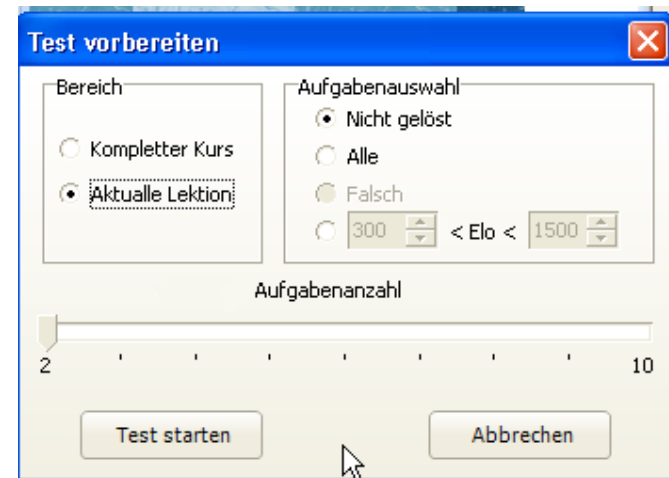 Test vorbereiten
Bereich
Kompletter Kurs
Aktualle Lektion
Aufgabenauswahl
Nicht gelöst
Alle
Falsch
300 < Elo < 1500
Aufgabenanzahl
2 10
Test starten Abbrechen